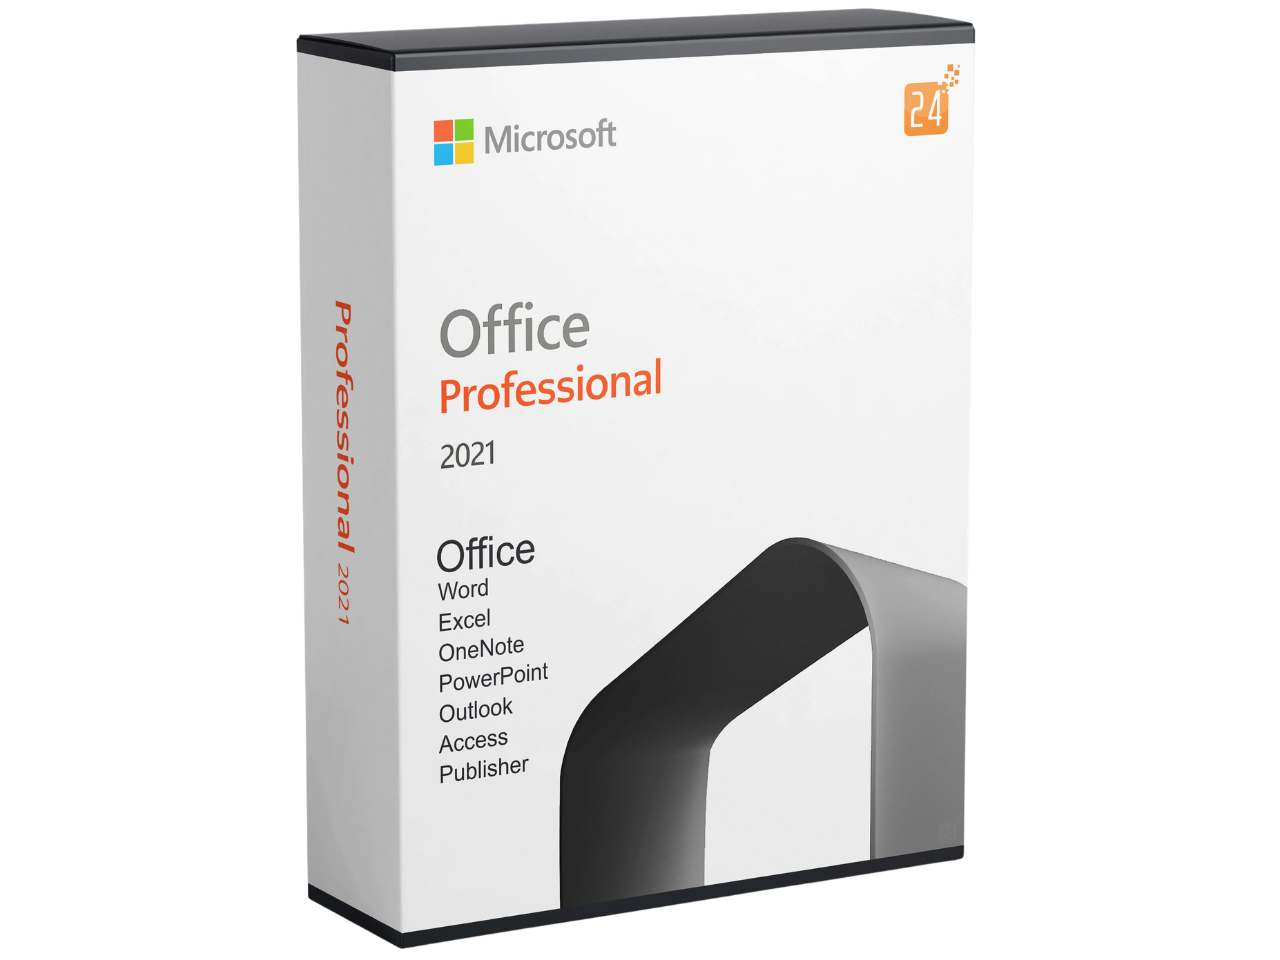 24
Microsoft
Office
Professional
2021
Office
Word
Excel
OneNote
PowerPoint
Outlook
Access
Publisher
Professional 2021